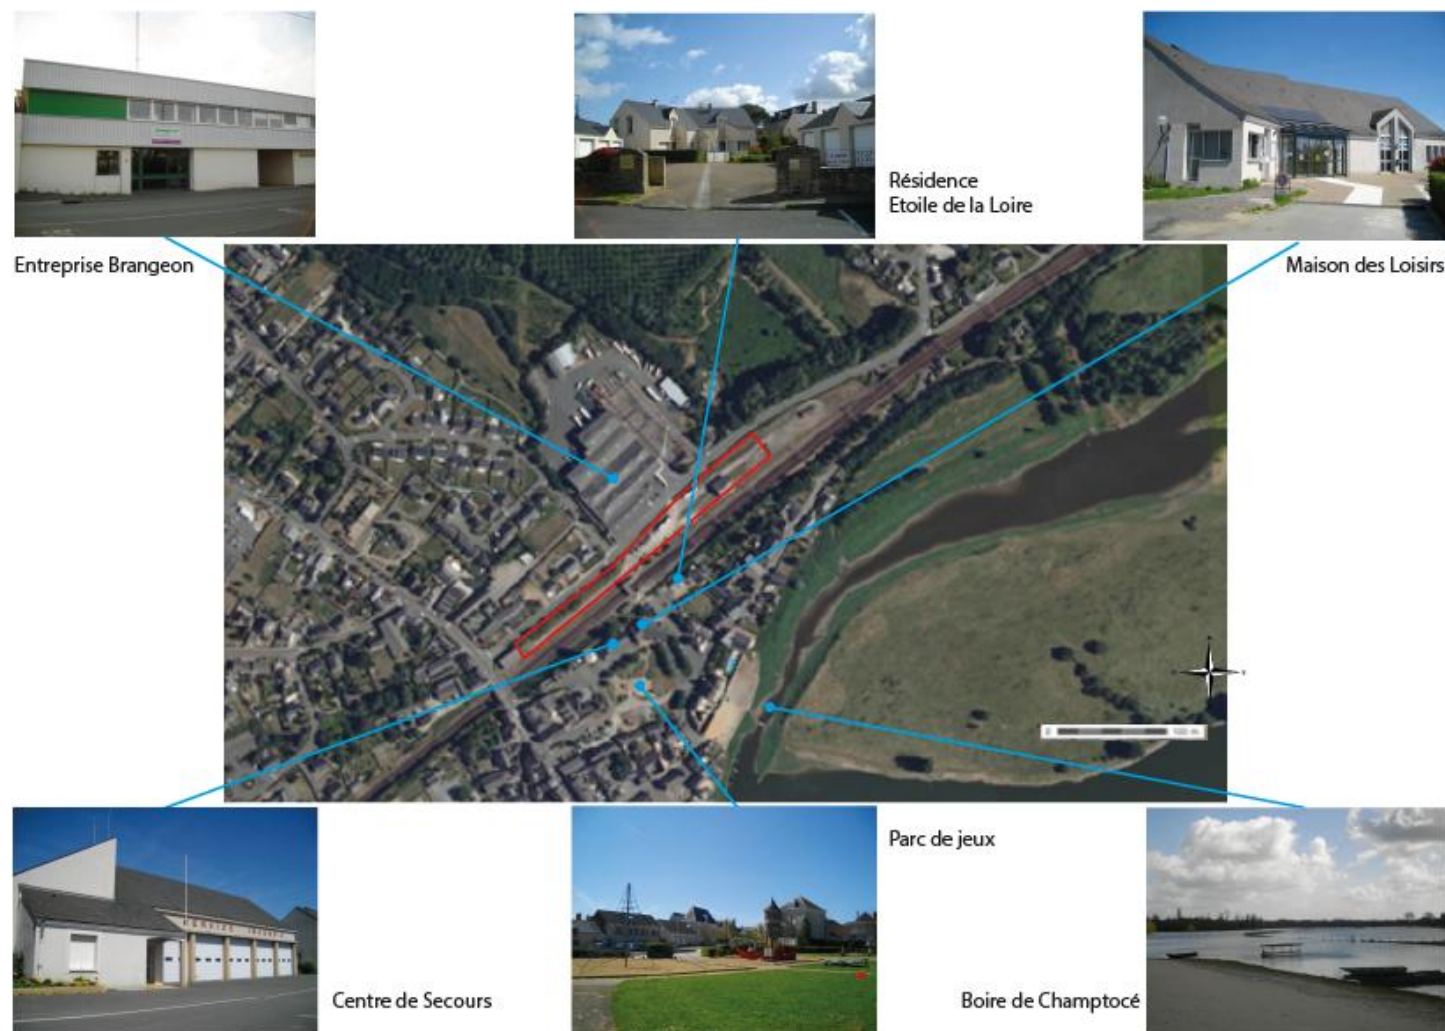 Résidence
Etoile de la Loire
Entreprise Brangeon
Maison des Loisirs
Parc de jeux
Centre de Secours
Boire de Champtocé